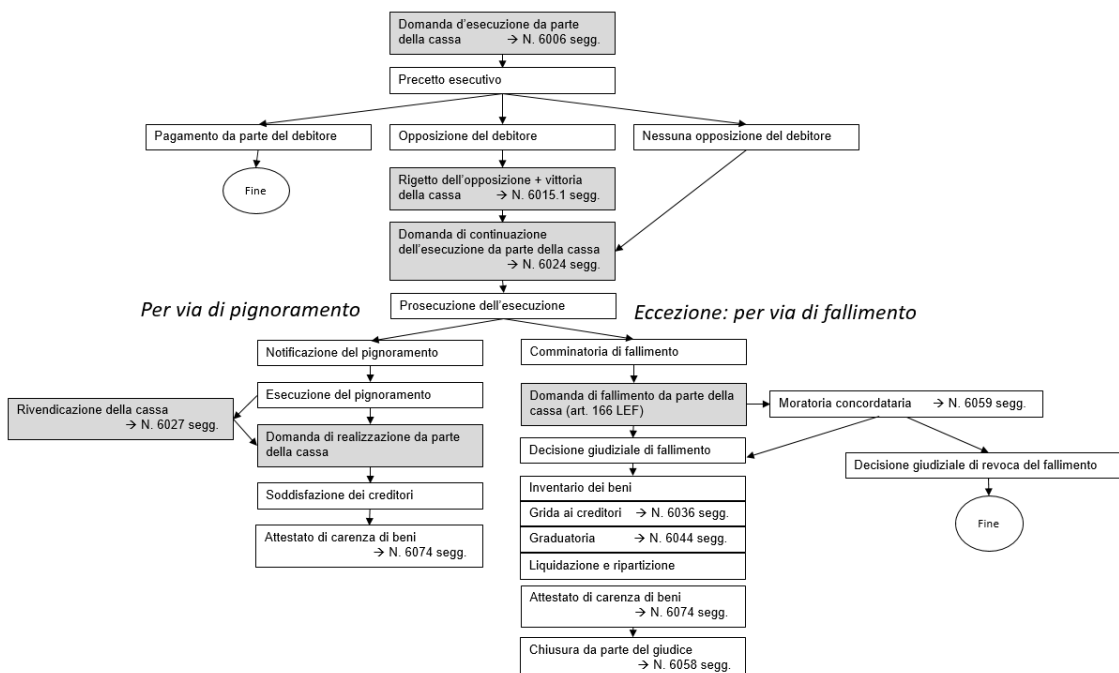 Domanda d'esecuzione da parte
della cassa → N. 6006 segg.
Precetto esecutivo
Pagamento da parte del debitore
Opposizione del debitore
Nessuna opposizione del debitore
Fine
Rigetto dell'opposizione + vittoria
della cassa → N. 6015.1 segg.
Domanda di continuazione
dell'esecuzione da parte della cassa
→ N. 6024 segg.
Prosecuzione dell'esecuzione
Per via di pignoramento
Eccezione: per via di fallimento
Notificazione del pignoramento
Esecuzione del pignoramento
Rivendicazione della cassa
→ N. 6027 segg.
Domanda di realizzazione da parte
della cassa
Soddisfazione dei creditori
Attestato di carenza di beni
→ N. 6074 segg.
Comminatoria di fallimento
Domanda di fallimento da parte della
cassa (art. 166 LEF)
Moratoria concordataria → N. 6059 segg.
Decisione giudiziale di fallimento
Decisione giudiziale di revoca del fallimento
Fine
Inventario dei beni
Grida ai creditori → N. 6036 segg.
Graduatoria → N. 6044 segg.
Liquidazione e ripartizione
Attestato di carenza di beni
→ N. 6074 segg.
Chiusura da parte del giudice
→ N. 6058 segg.